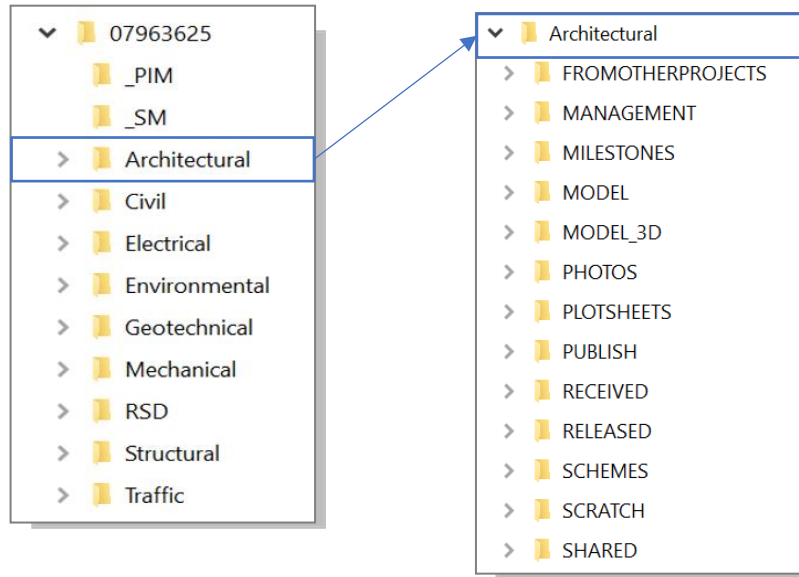 07963625
_PIM
_SM
Architectural
Civil
Electrical
Environmental
Geotechnical
Mechanical
RSD
Structural
Traffic
Architectural
FROMOTHERPROJECTS
MANAGEMENT
MILESTONES
MODEL
MODEL_3D
PHOTOS
PLOTSHEETS
PUBLISH
RECEIVED
RELEASED
SCHEMES
SCRATCH
SHARED